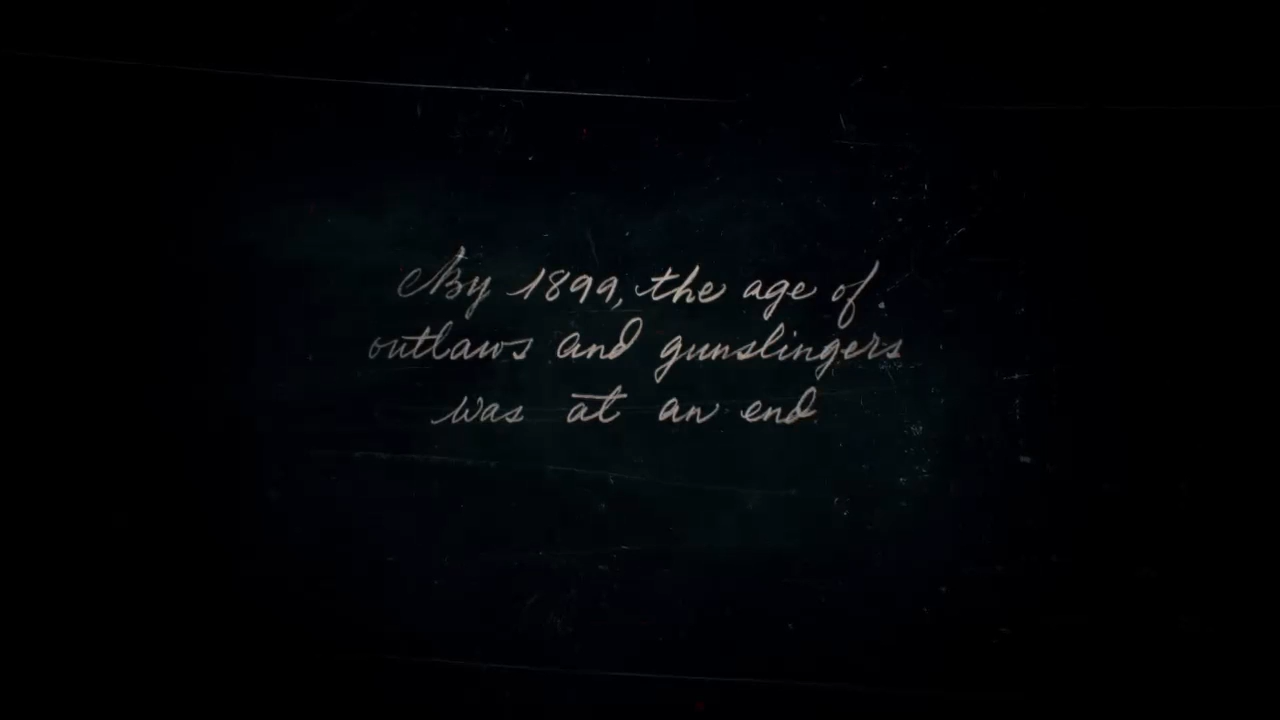 By 1899, the age of
outlaws and gunslingers
was at an end